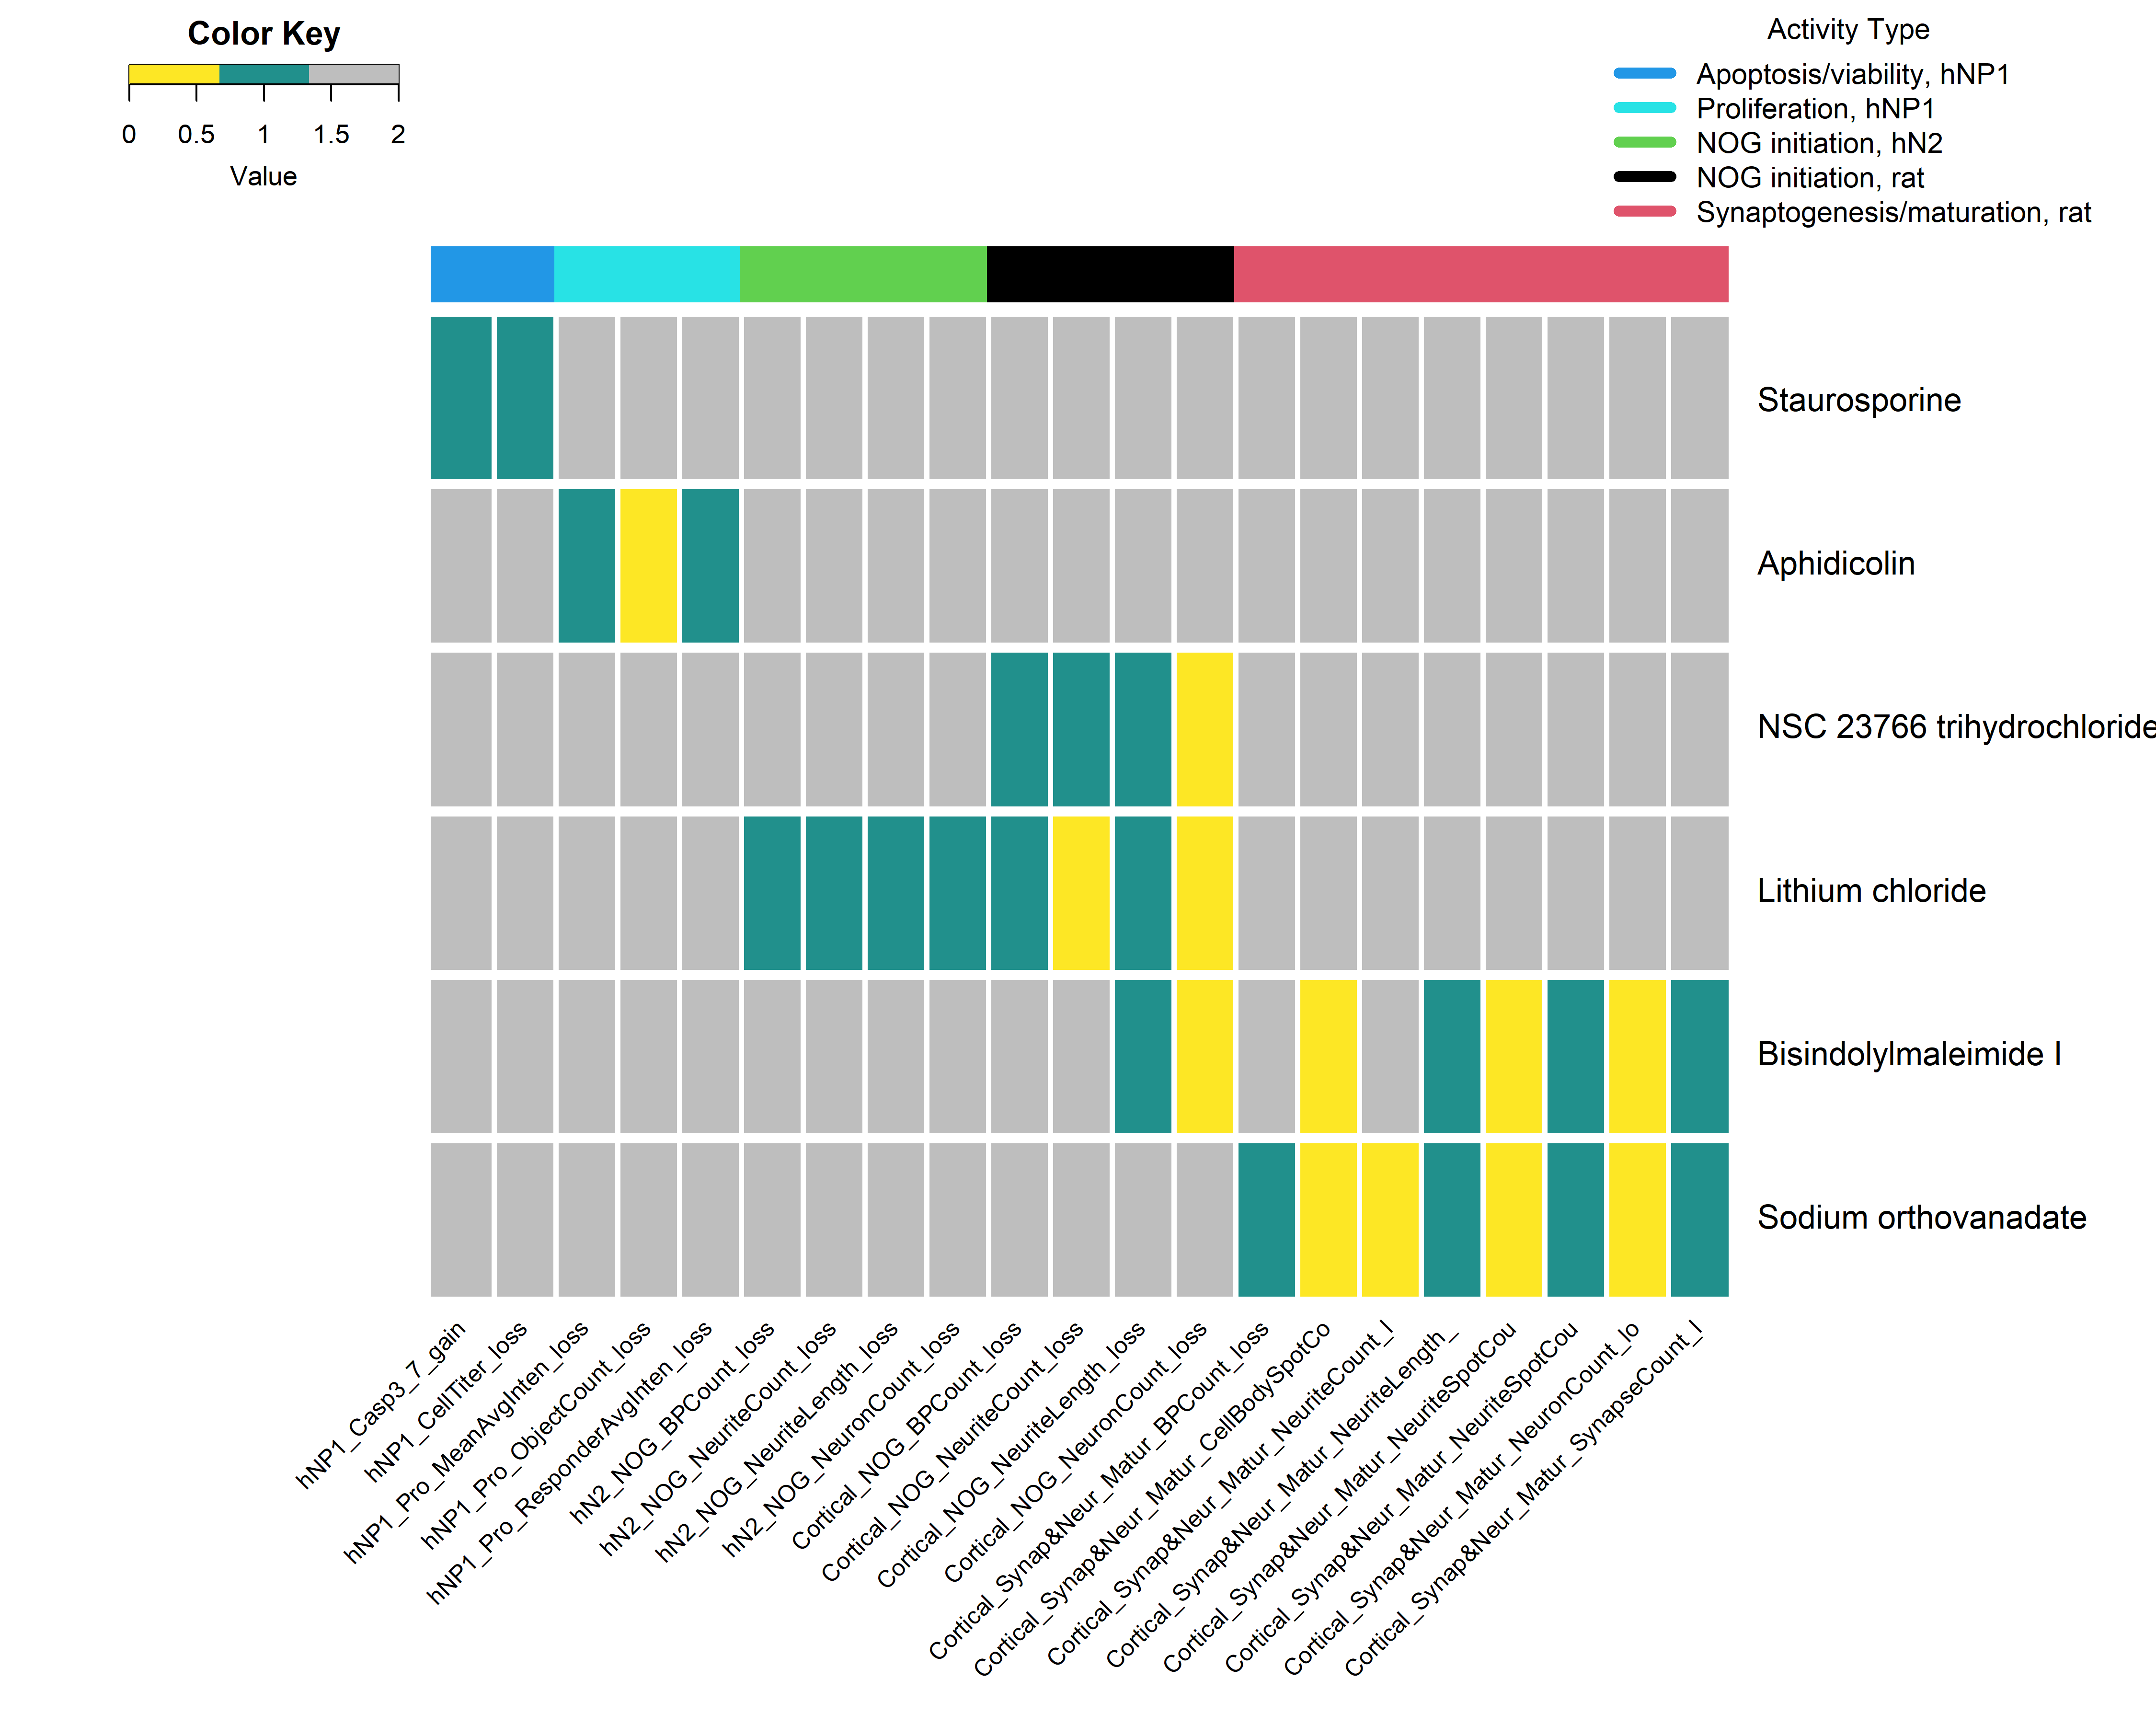 Color Key
0 0.5 1 1.5 2
Value
Activity Type
Apoptosis/viability, hNP1
Proliferation, hNP1
NOG initiation, hN2
NOG initiation, rat
Synaptogenesis/maturation, rat
Staurosporine
Aphidicolin
NSC 23766 trihydrochloride
Lithium chloride
Bisindolylmaleimide I
Sodium orthovanadate
hNP1_Casp3_7_gain
hNP1_CellTiter_loss
hNP1_Pro_MeanAvgInten_loss
hNP1_Pro_ObjectCount_loss
hNP1_Pro_ResponderAvgInten_loss
hN2_NOG_BPCount_loss
hN2_NOG_NeuriteCount_loss
hN2_NOG_NeuriteLength_loss
hN2_NOG_NeuronCount_loss
Cortical_NOG_BPCount_loss
Cortical_NOG_NeuriteCount_loss
Cortical_NOG_NeuriteLength_loss
Cortical_NOG_NeuronCount_loss
Cortical_Synap&Neur_Matur_BPCount_loss
Cortical_Synap&Neur_Matur_CellBodySpotCo
Cortical_Synap&Neur_Matur_NeuriteCount_l
Cortical_Synap&Neur_Matur_NeuriteLength_
Cortical_Synap&Neur_Matur_NeuriteSpotCou
Cortical_Synap&Neur_Matur_NeuriteSpotCou
Cortical_Synap&Neur_Matur_NeuronCount_lo
Cortical_Synap&Neur_Matur_SynapseCount_l